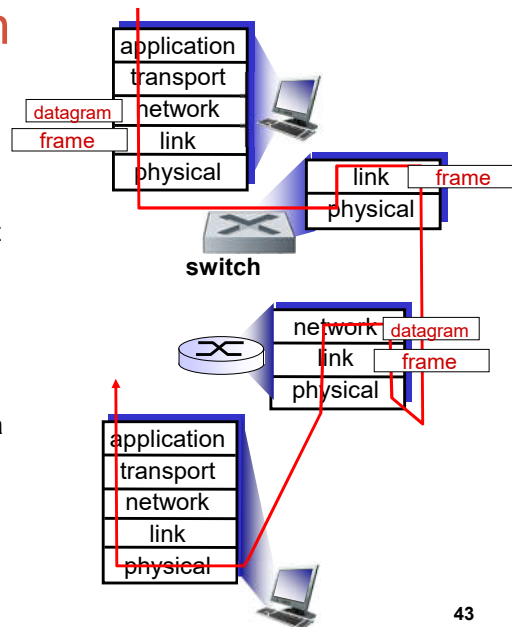 n
application
transport
datagram network
frame link
physical
link frame
physical
t
switch
network datagram
link frame
physical
a
application
transport
network
link
physical
43